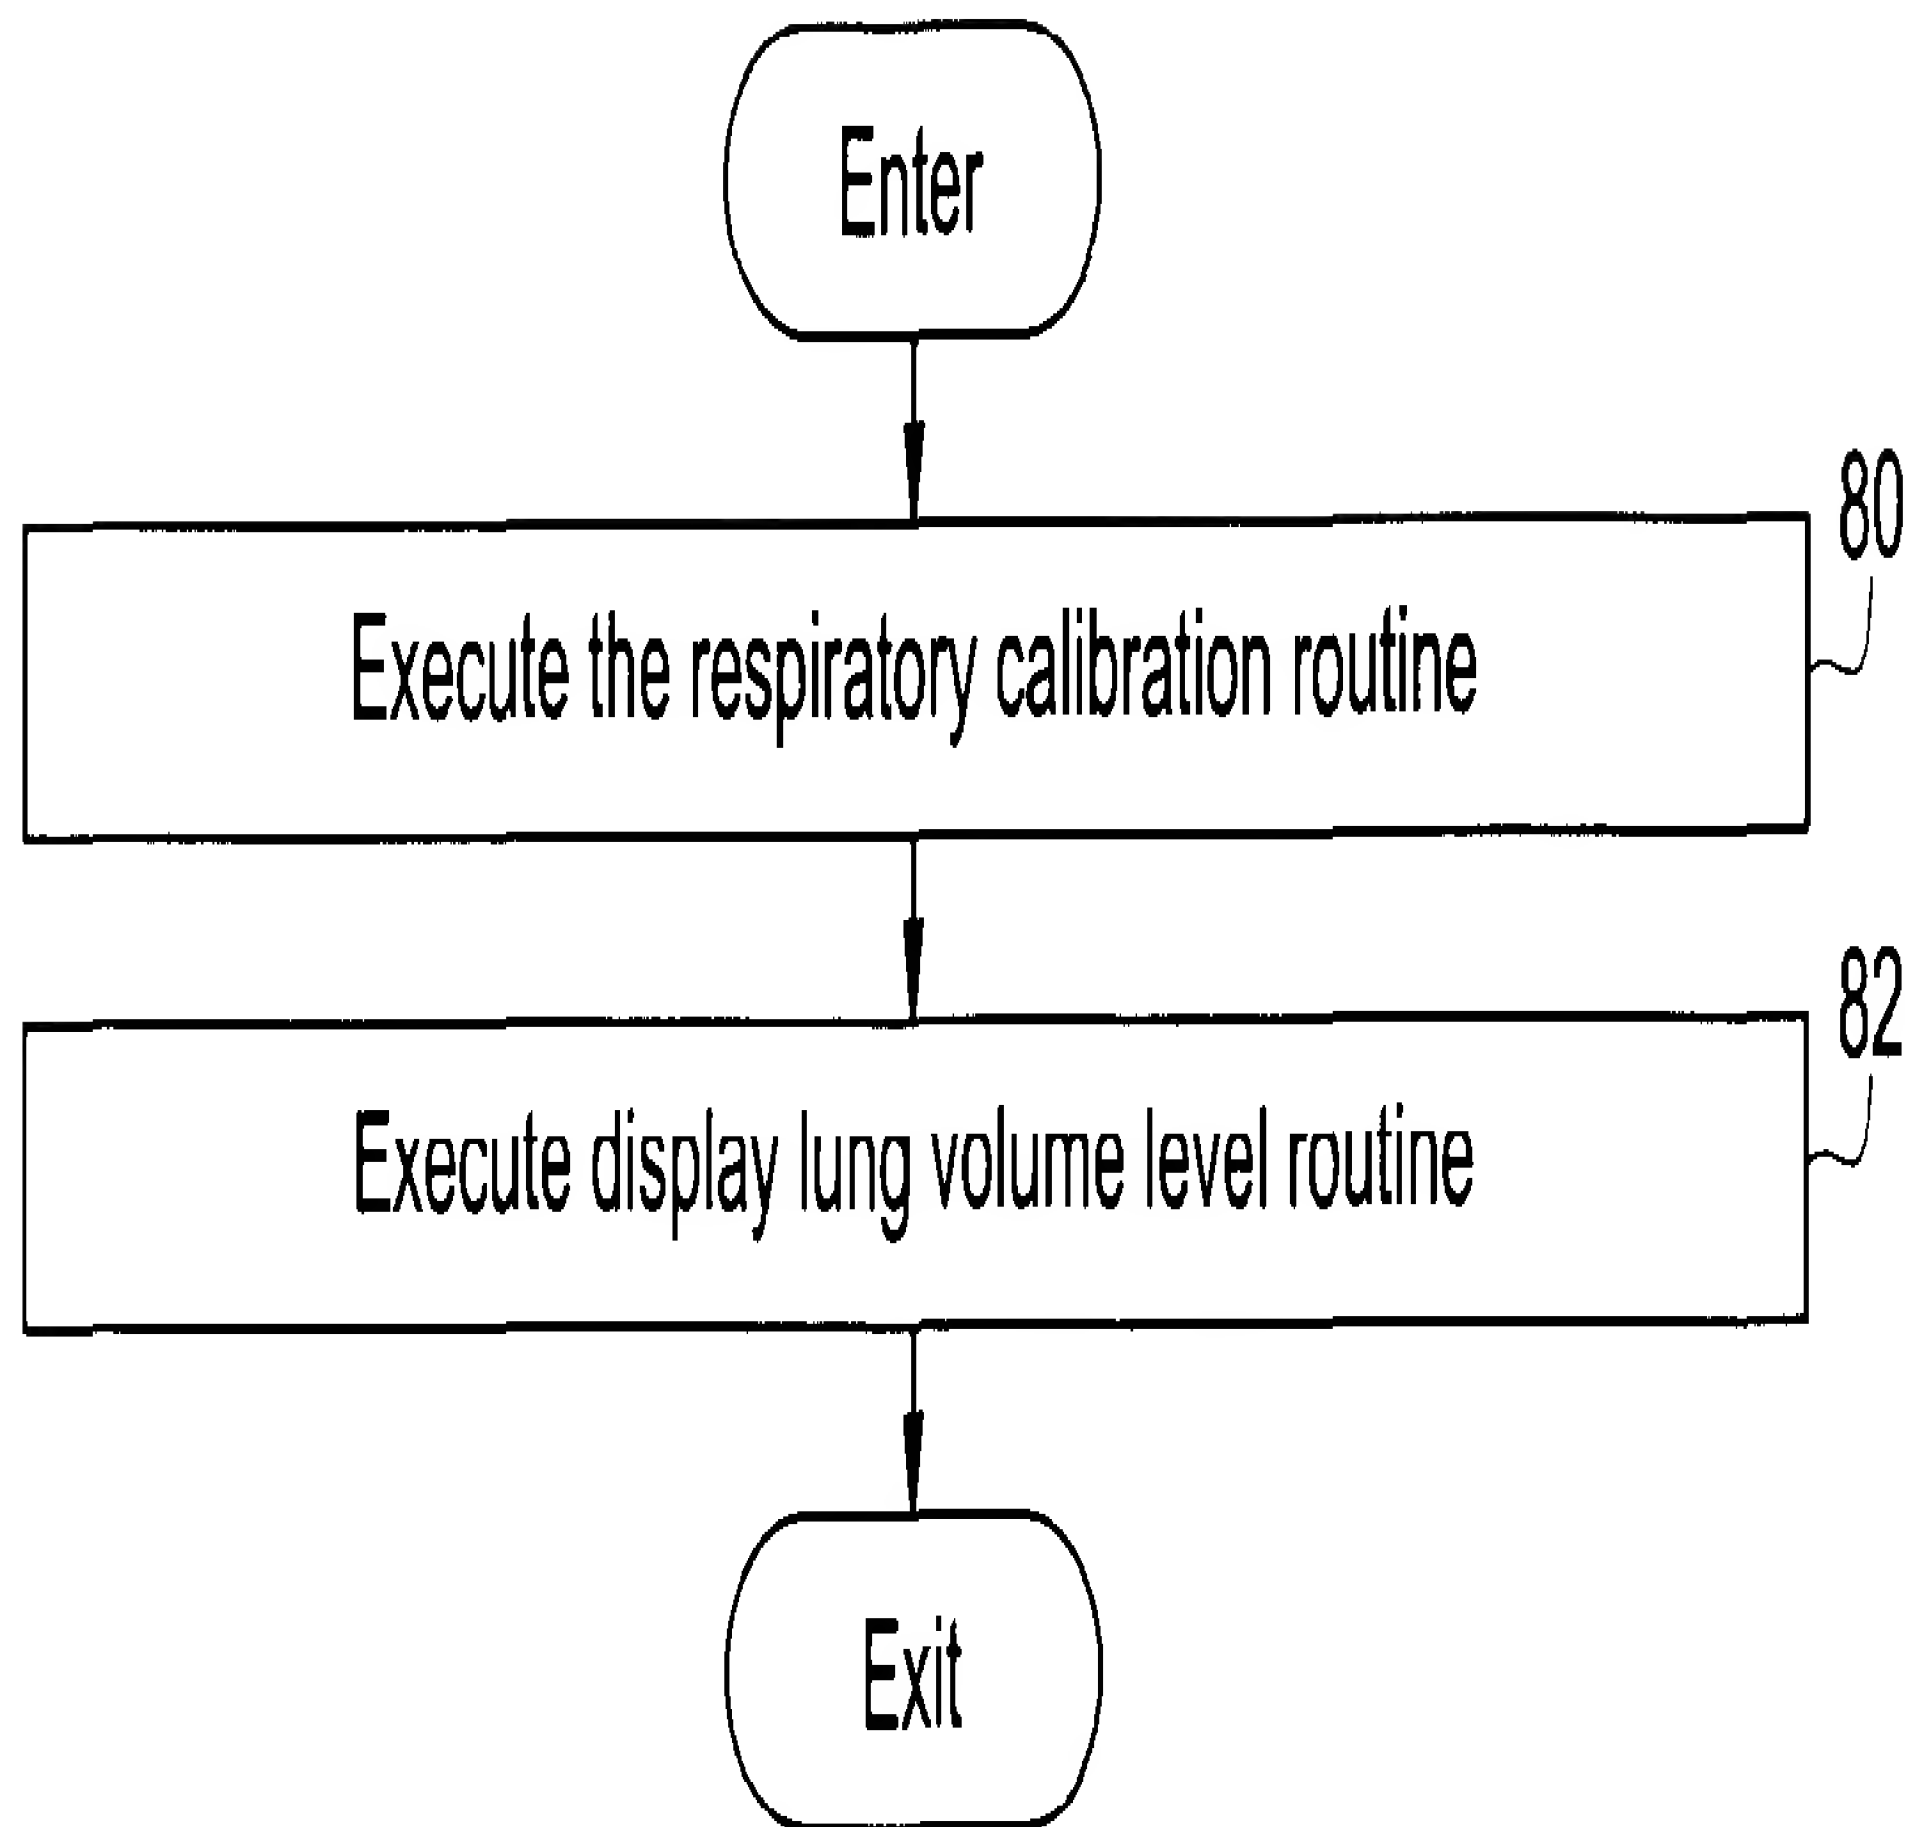 Enter
80
Execute the respiratory calibration routine
82
Execute display lung volume level routine
Exit